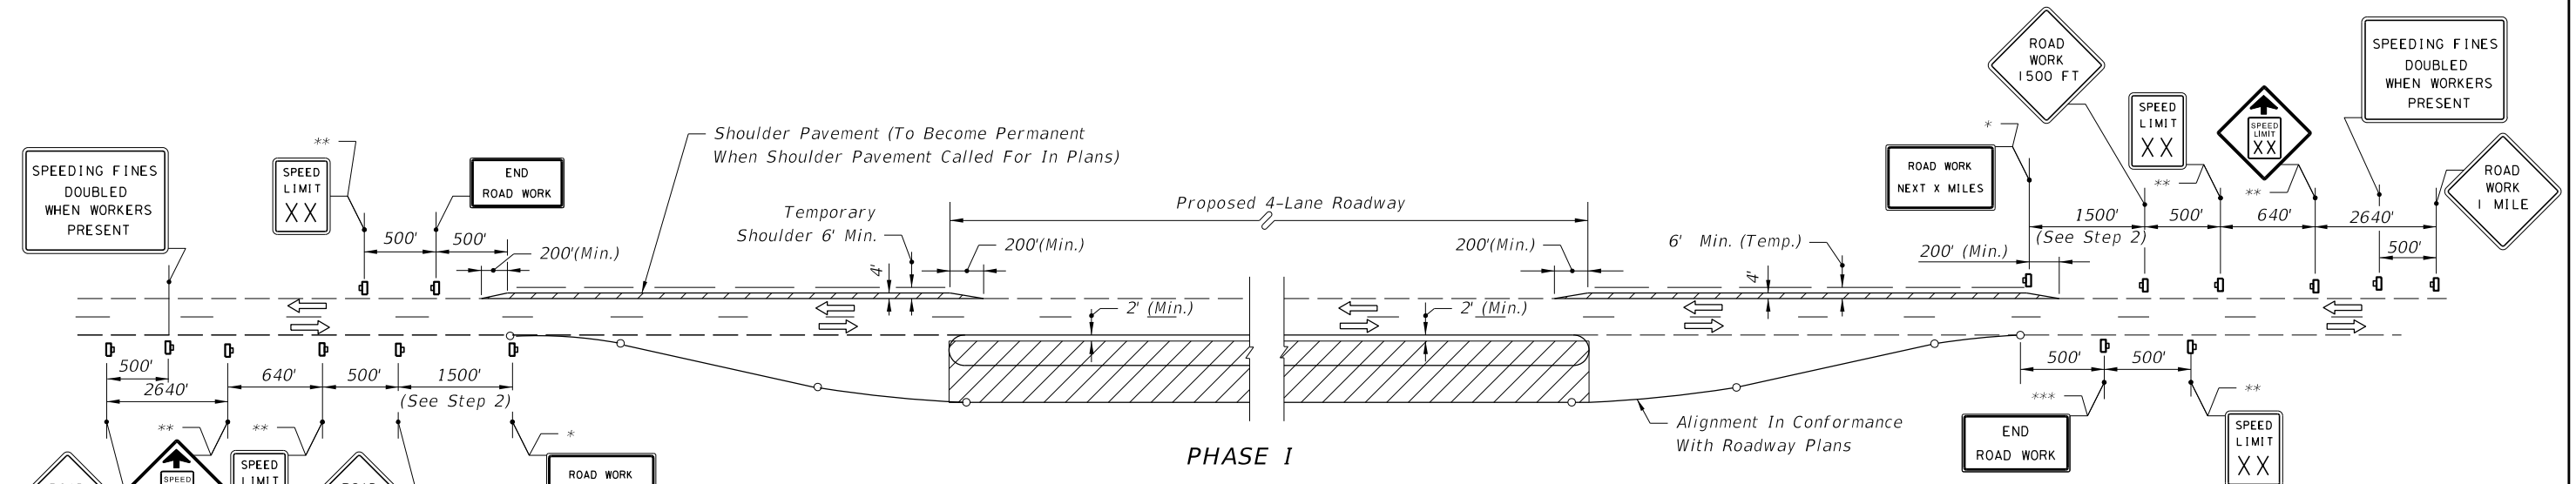 SPEEDING FINES
DOUBLED
WHEN WORKERS
PRESENT
**
SPEED
LIMIT
XX
END
ROAD WORK
500'
500'
200'(Min.)
Shoulder Pavement (To Become Permanent
When Shoulder Pavement Called For In Plans)
Temporary
Shoulder 6' Min.
4'
200'(Min.)
Proposed 4-Lane Roadway
2' (Min.)
2' (Min.)
200'(Min.)
6' Min. (Temp.)
4'
200' (Min.)
*
ROAD WORK
NEXT X MILES
ROAD
WORK
1500 FT
1500'
(See Step 2)
SPEED
LIMIT
XX
**
500'
SPEED
LIMIT
XX
**
640'
SPEEDING FINES
DOUBLED
WHEN WORKERS
PRESENT
2640'
500'
ROAD
WORK
1 MILE
500'
2640'
640'
500'
1500'
(See Step 2)
**
**
*
SPEED
SPEED
LIMIT
ROAD WORK
PHASE I
Alignment In Conformance
With Roadway Plans
500'
500'
***
END
ROAD WORK
**
SPEED
LIMIT
XX